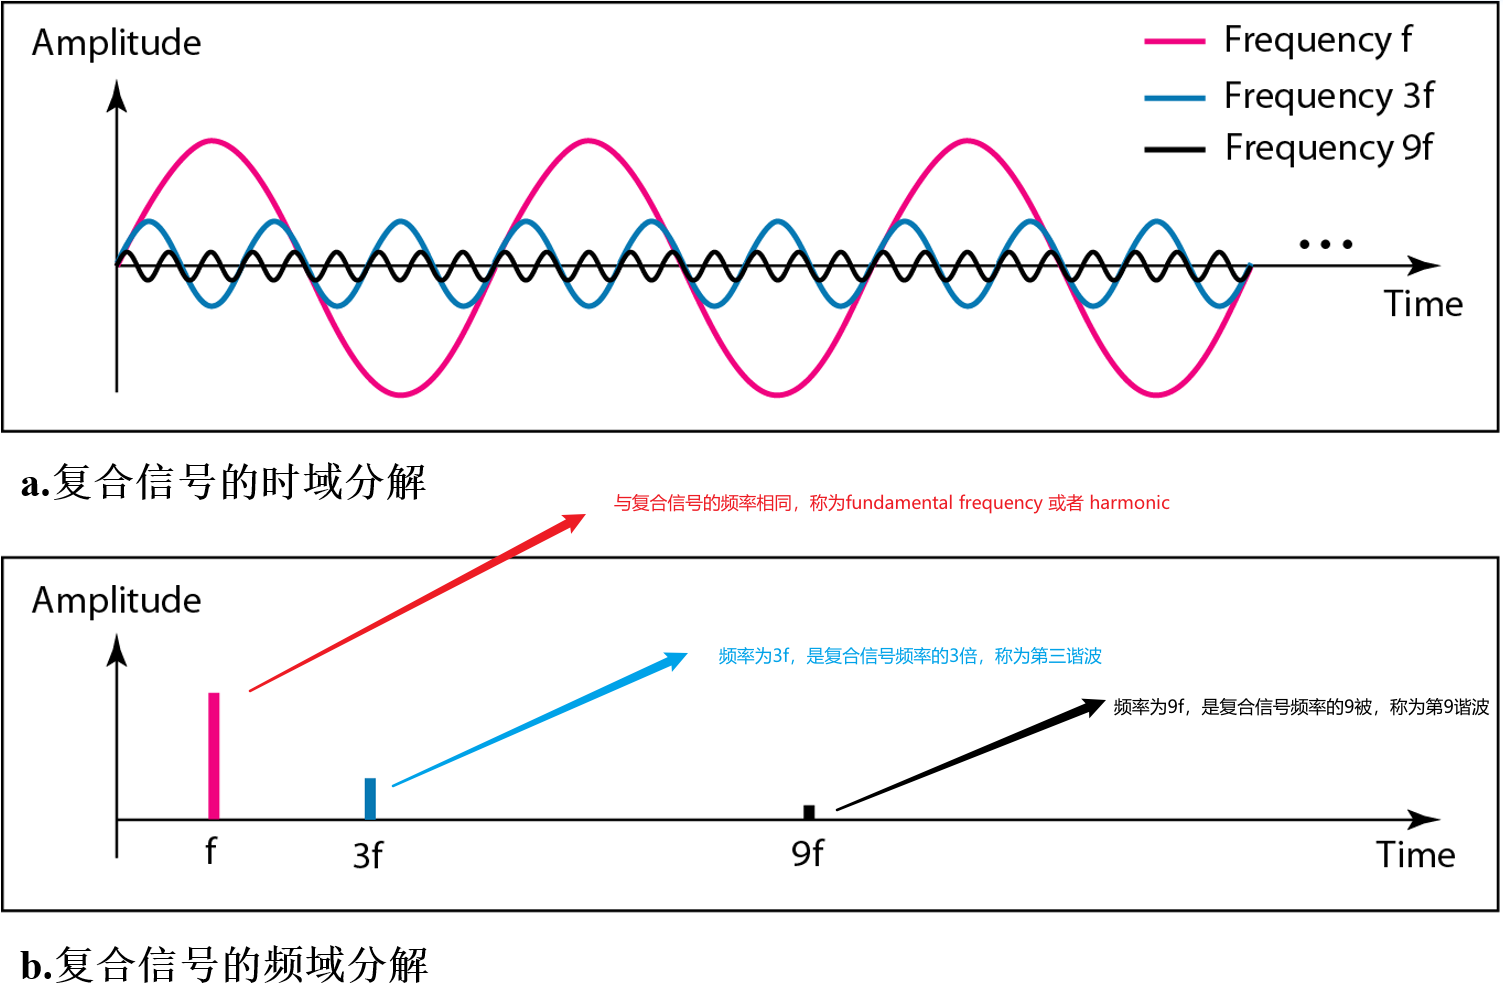 Amplitude
Frequency f
Frequency 3f
Frequency 9f
Time
a.复合信号的时域分解
与复合信号的频率相同，称为fundamental frequency 或者 harmonic
Amplitude
频率为3f，是复合信号频率的3倍，称为第三谐波
频率为9f，是复合信号频率的9被，称为第9谐波
f
3f
9f
Time
b.复合信号的频域分解